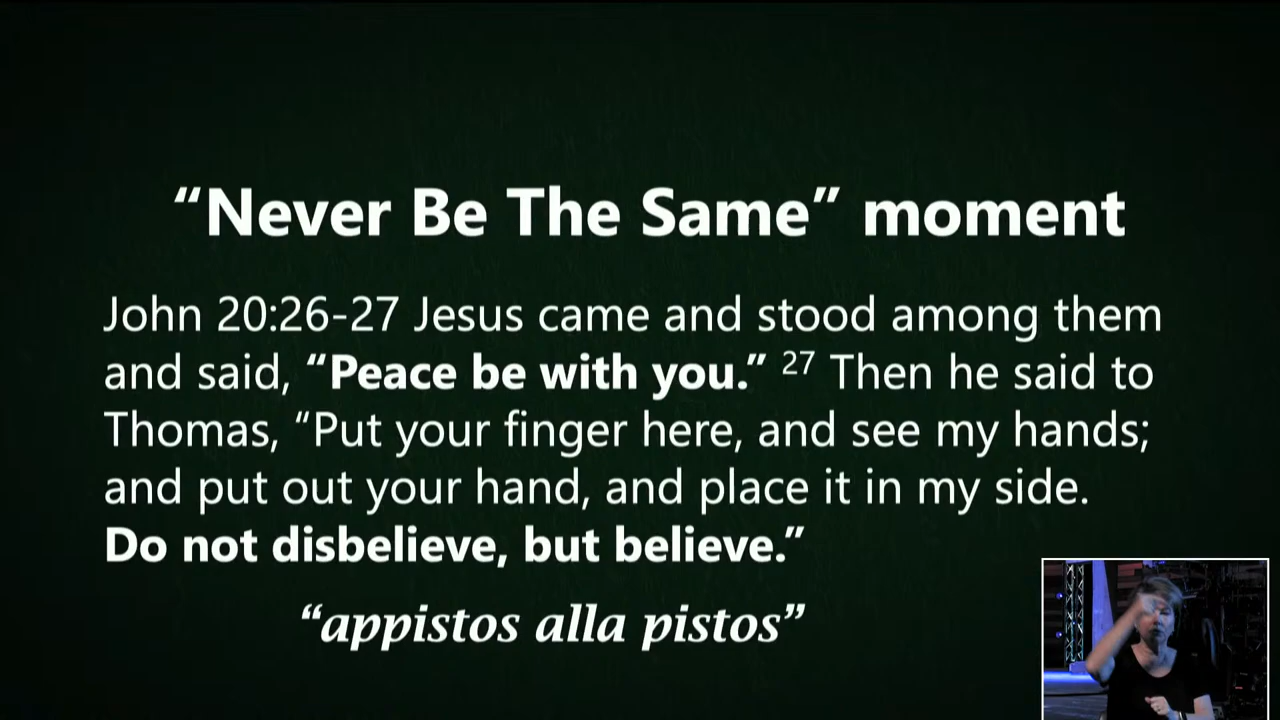 “Never Be The Same” moment
John 20:26-27 Jesus came and stood among them
and said, “Peace be with you.” 27 Then he said to
Thomas, “Put your finger here, and see my hands;
and put out your hand, and place it in my side.
Do not disbelieve, but believe.”
“appistos alla pistos”